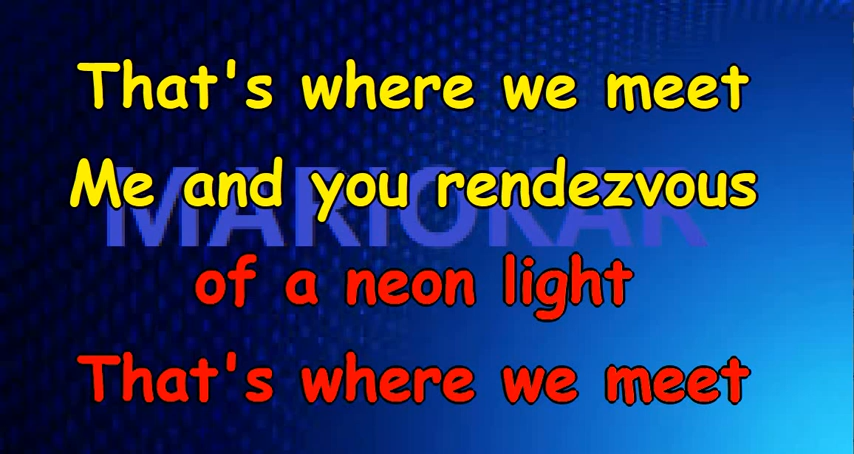 That's where we meet
Me and you rendezvous
MARIOKAR
of a neon light
That's where we meet